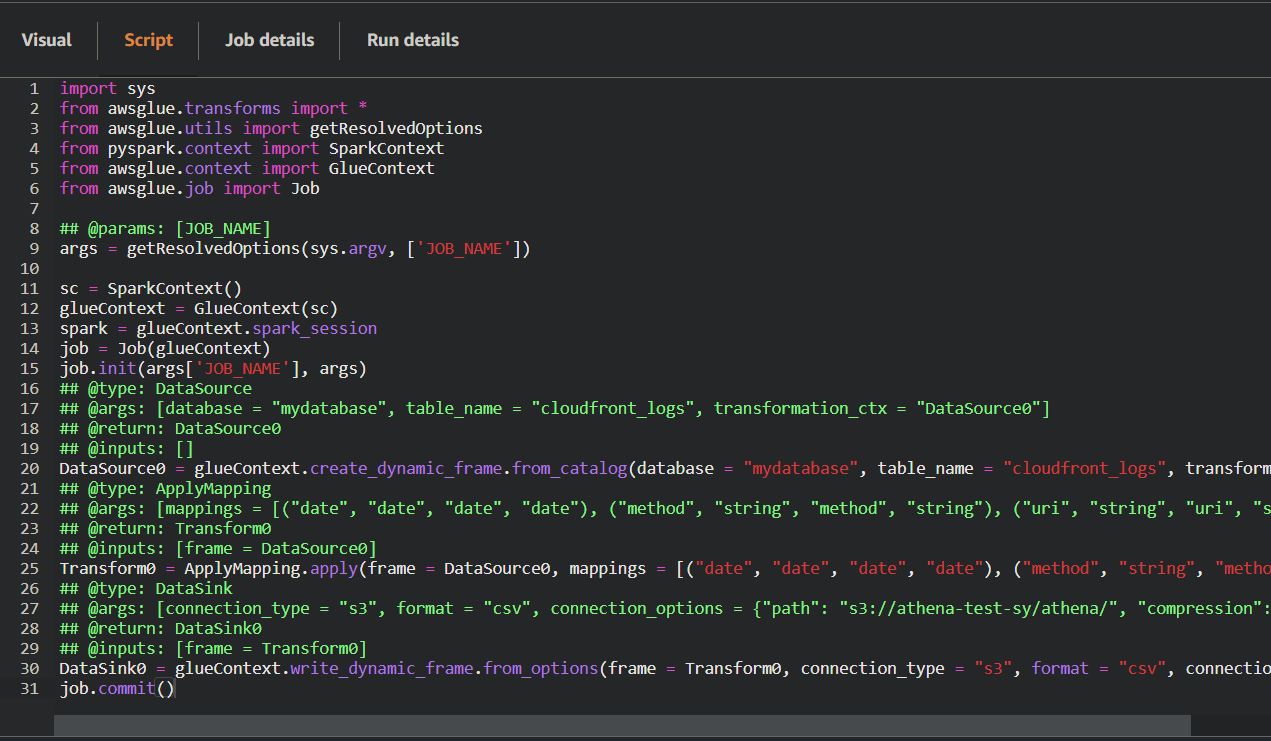 Visual Script Job details Run details
1 import sys
2 from awsglue.transforms import *
3 from awsglue.utils import getResolvedOptions
4 from pyspark.context import SparkContext
5 from awsglue.context import GlueContext
6 from awsglue.job import Job
7
8 ## @params: [JOB_NAME]
9 args = getResolvedOptions(sys.argv, ['JOB_NAME'])
10
11 sc = SparkContext()
12 glueContext = GlueContext(sc)
13 spark = glueContext.spark_session
14 job = Job(glueContext)
15 job.init(args['JOB_NAME'], args)
16 ## @type: DataSource
17 ## @args: [database = "mydatabase", table_name = "cloudfront_logs", transformation_ctx = "DataSource0"]
18 ## @return: DataSource0
19 ## @inputs: []
20 DataSource0 = glueContext.create_dynamic_frame.from_catalog(database = "mydatabase", table_name = "cloudfront_logs", transform
21 ## @type: ApplyMapping
22 ## @args: [mappings = [("date", "date", "date", "date"), ("method", "string", "method", "string"), ("uri", "string", "uri", "s
23 ## @return: Transform0
24 ## @inputs: [frame = DataSource0]
25 Transform0 = ApplyMapping.apply(frame = DataSource0, mappings = [("date", "date", "date", "date"), ("method", "string", "metho
26 ## @type: DataSink
27 ## @args: [connection_type = "s3", format = "csv", connection_options = {"path": "s3://athena-test-sy/athena/", "compression":
28 ## @return: DataSink0
29 ## @inputs: [frame = Transform0]
30 DataSink0 = glueContext.write_dynamic_frame.from_options(frame = Transform0, connection_type = "s3", format = "csv", connectio
31 job.commit()